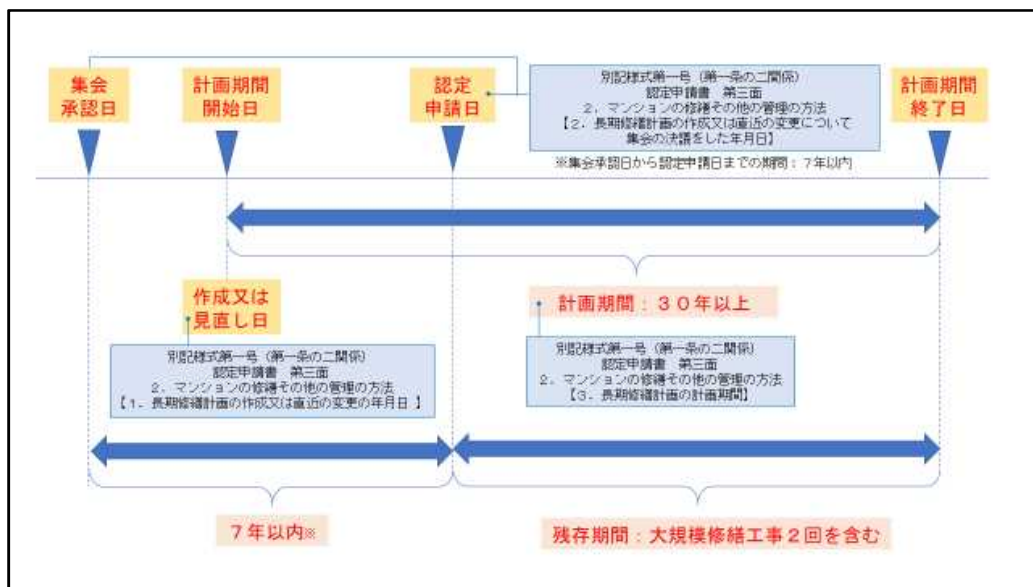 集会
承認日
計画期間
開始日
認定
申請日
別記様式第一号（第一条の二関係）
認定申請書　第三面
２．マンションの修繕その他の管理の方法
【２．長期修繕計画の作成又は直近の変更について
集会の決議をした年月日】
計画期間
終了日
※集会承認日から認定申請日までの期間：７年以内
作成又は
見直し日
計画期間：３０年以上
別記様式第一号（第一条の二関係）
認定申請書　第三面
２．マンションの修繕その他の管理の方法
【１．長期修繕計画の作成又は直近の変更の年月日 】
別記様式第一号（第一条の二関係）
認定申請書　第三面
２．マンションの修繕その他の管理の方法
【３．長期修繕計画の計画期間】
７年以内※
残存期間：大規模修繕工事２回を含む